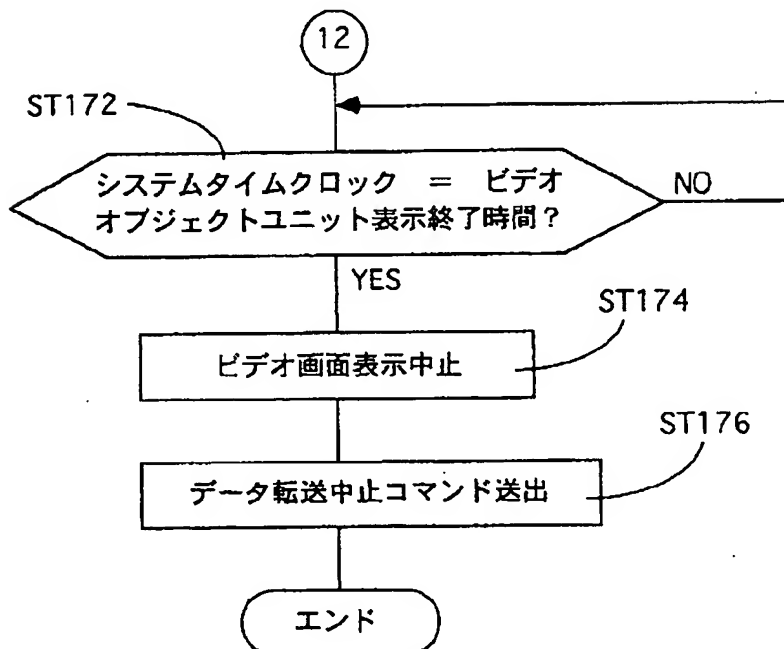 12
ST172
システムタイムクロック = ビデオ
オブジェクトユニット表示終了時間？
NO
YES
ST174
ビデオ画面表示中止
ST176
データ転送中止コマンド送出
エンド